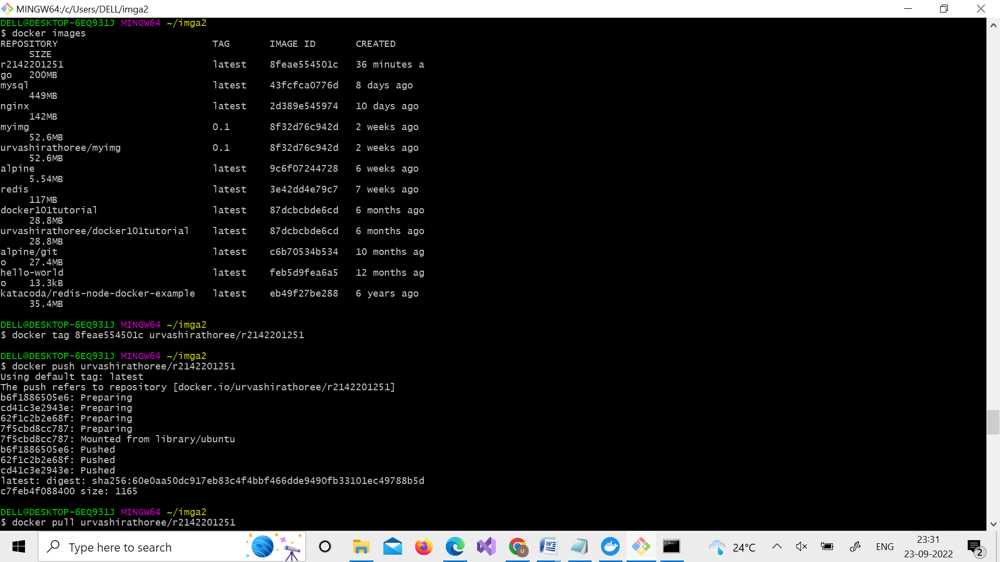 MINGW64:/c/Users/DELL/imga2
DELL@DESKTOP-6EQ931J MINGW64 ~/imga2
$ docker images
REPOSITORY                           TAG       IMAGE ID       CREATED
     SIZE
r2142201251                          latest    8feae554501c   36 minutes a
go   200MB
mysql                                latest    43fcfca0776d   8 days ago
     449MB
nginx                                latest    2d389e545974   10 days ago
     142MB
myimg                                0.1       8f32d76c942d   2 weeks ago
     52.6MB
urvashirathoree/myimg                0.1       8f32d76c942d   2 weeks ago
     52.6MB
alpine                               latest    9c6f07244728   6 weeks ago
     5.54MB
redis                                latest    3e42dd4e79c7   7 weeks ago
     117MB
docker101tutorial                    latest    87dcbcbde6cd   6 months ago
     28.8MB
urvashirathoree/docker101tutorial    latest    87dcbcbde6cd   6 months ago
     28.8MB
alpine/git                           latest    c6b70534b534   10 months ag
o    27.4MB
hello-world                          latest    feb5d9fea6a5   12 months ag
o    13.3kB
katacoda/redis-node-docker-example   latest    eb49f27be288   6 years ago
     35.4MB
DELL@DESKTOP-6EQ931J MINGW64 ~/imga2
$ docker tag 8feae554501c urvashirathoree/r2142201251
DELL@DESKTOP-6EQ931J MINGW64 ~/imga2
$ docker push urvashirathoree/r2142201251
Using default tag: latest
The push refers to repository [docker.io/urvashirathoree/r2142201251]
b6f1886505e6: Preparing
cd41c3e2943e: Preparing
62f1c2b2e68f: Preparing
7f5cbd8cc787: Preparing
7f5cbd8cc787: Mounted from library/ubuntu
b6f1886505e6: Pushed
62f1c2b2e68f: Pushed
cd41c3e2943e: Pushed
latest: digest: sha256:60e0aa50dc917eb83c4f4bbf466dde9490fb33101ec49788b5d
c7feb4f088400 size: 1165
DELL@DESKTOP-6EQ931J MINGW64 ~/imga2
$ docker pull urvashirathoree/r2142201251
Type here to search
24°C
ENG
23:31
23-09-2022
2